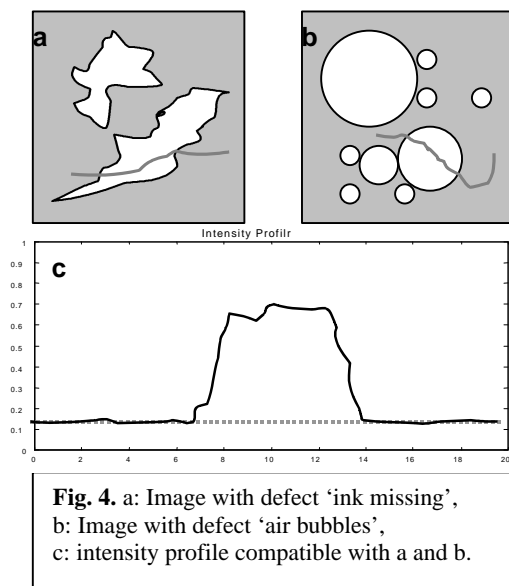 a
b
Intensity Profilr
c
1
0.9
0.8
0.7
0.6
0.5
0.4
0.3
0.2
0.1
0
0 2 4 6 8 10 12 14 16 18 20
Fig. 4. a: Image with defect ‘ink missing’,
b: Image with defect ‘air bubbles’,
c: intensity profile compatible with a and b.